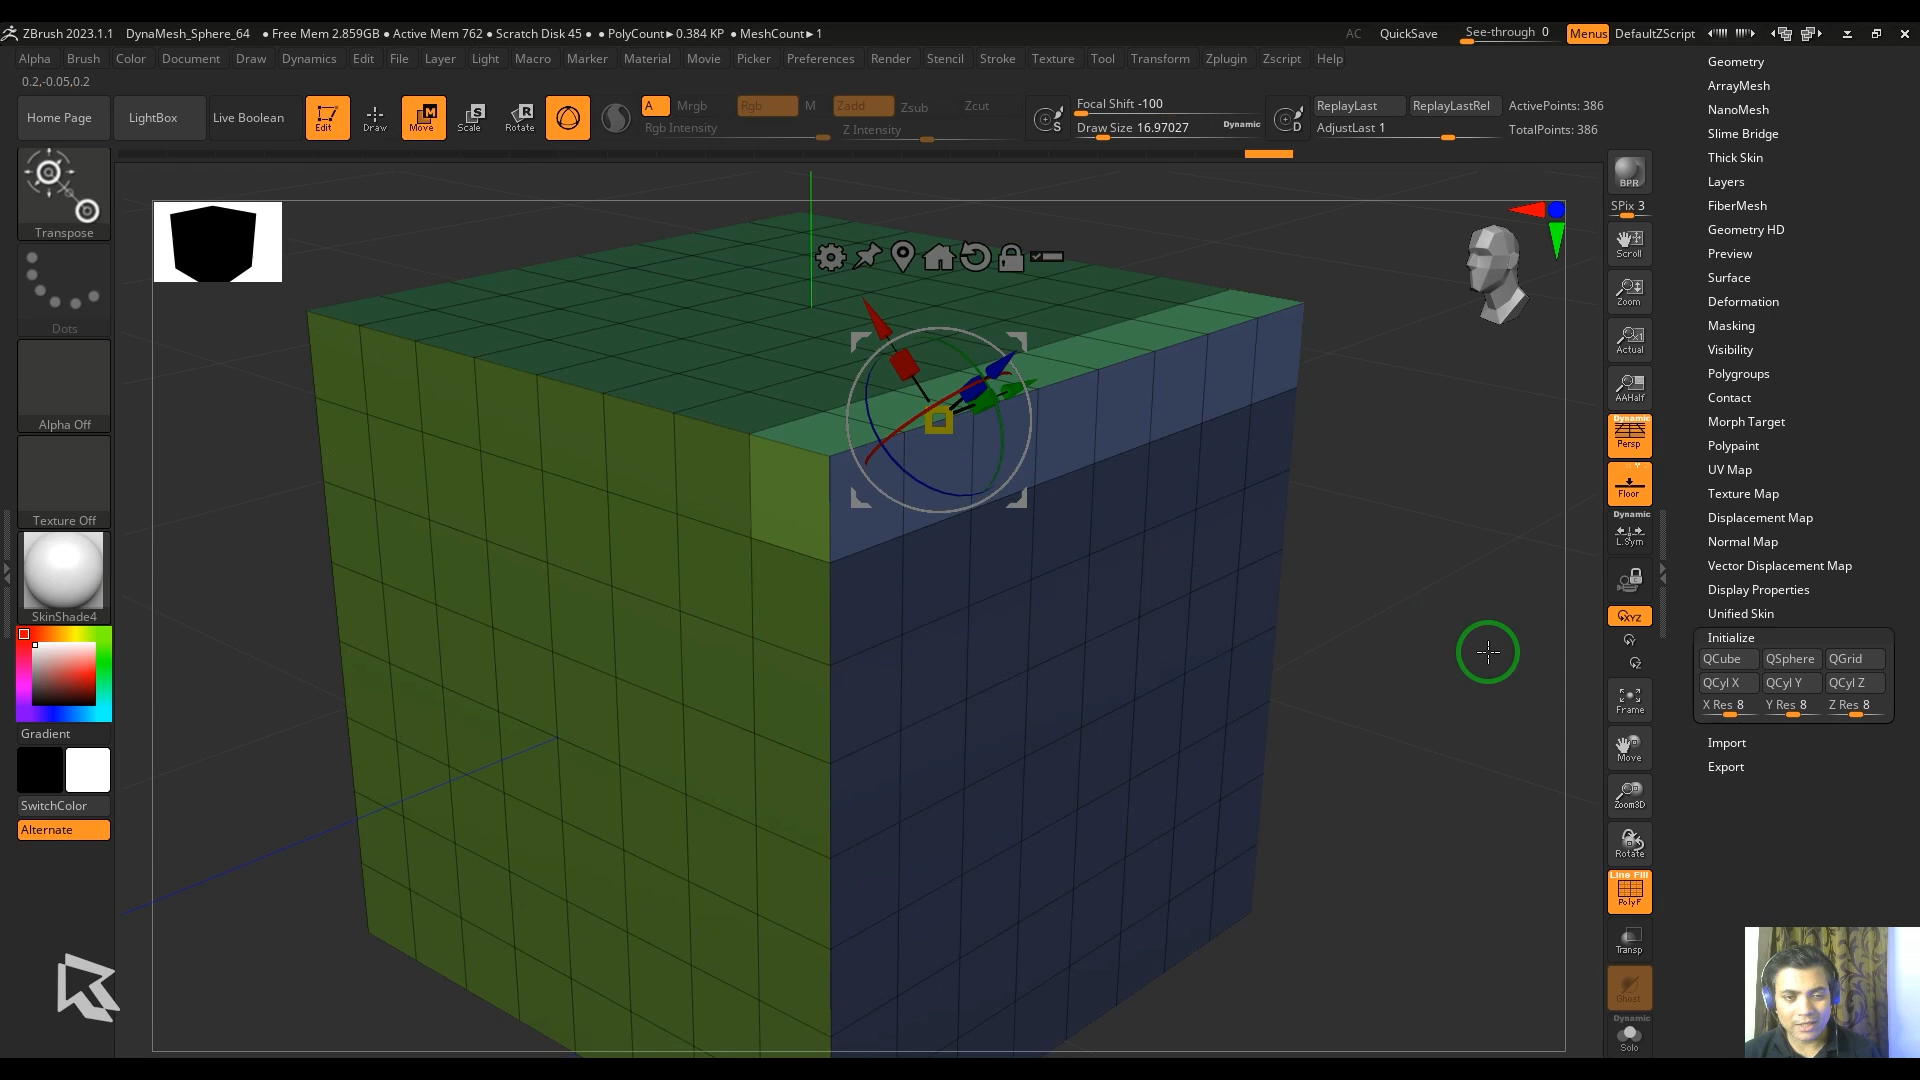 ZBrush 2023.1.1 DynaMesh_Sphere_64 ● Free Mem 2.859GB ● Active Mem 762 ● Scratch Disk 45 ● ● PolyCount►0.384 KP ● MeshCount►1 AC QuickSave See-through 0 Menus DefaultZScript
Alpha Brush Color Document Draw Dynamics Edit File Layer Light Macro Marker Material Movie Picker Preferences Render Stencil Stroke Texture Tool Transform Zplugin Zscript Help
0.2,-0.05,0.2
Home Page LightBox Live Boolean Edit Draw Move Scale Rotate
A Mrgb Rgb M Zadd Zsub Zcut
Rgb Intensity Z Intensity
S Focal Shift -100
Draw Size 16.97027 Dynamic
D ReplayLast ReplayLastRel ActivePoints: 386
AdjustLast 1 TotalPoints: 386
Transpose
Dots
Alpha Off
Texture Off
SkinShade4
Gradient
SwitchColor
Alternate
BPR
SPix 3
Scroll
Zoom
Actual
AAHalf
Dynamic
Persp
Floor
Dynamic
L.Sym
XYZ
Y
Z
Frame
Move
Zoom3D
Rotate
Line Fill
PolyF
Transp
Ghost
Dynamic
Solo
Geometry
ArrayMesh
NanoMesh
Slime Bridge
Thick Skin
Layers
FiberMesh
Geometry HD
Preview
Surface
Deformation
Masking
Visibility
Polygroups
Contact
Morph Target
Polypaint
UV Map
Texture Map
Displacement Map
Normal Map
Vector Displacement Map
Display Properties
Unified Skin
Initialize
QCube QSphere QGrid
QCyl X QCyl Y QCyl Z
X Res 8 Y Res 8 Z Res 8
Import
Export